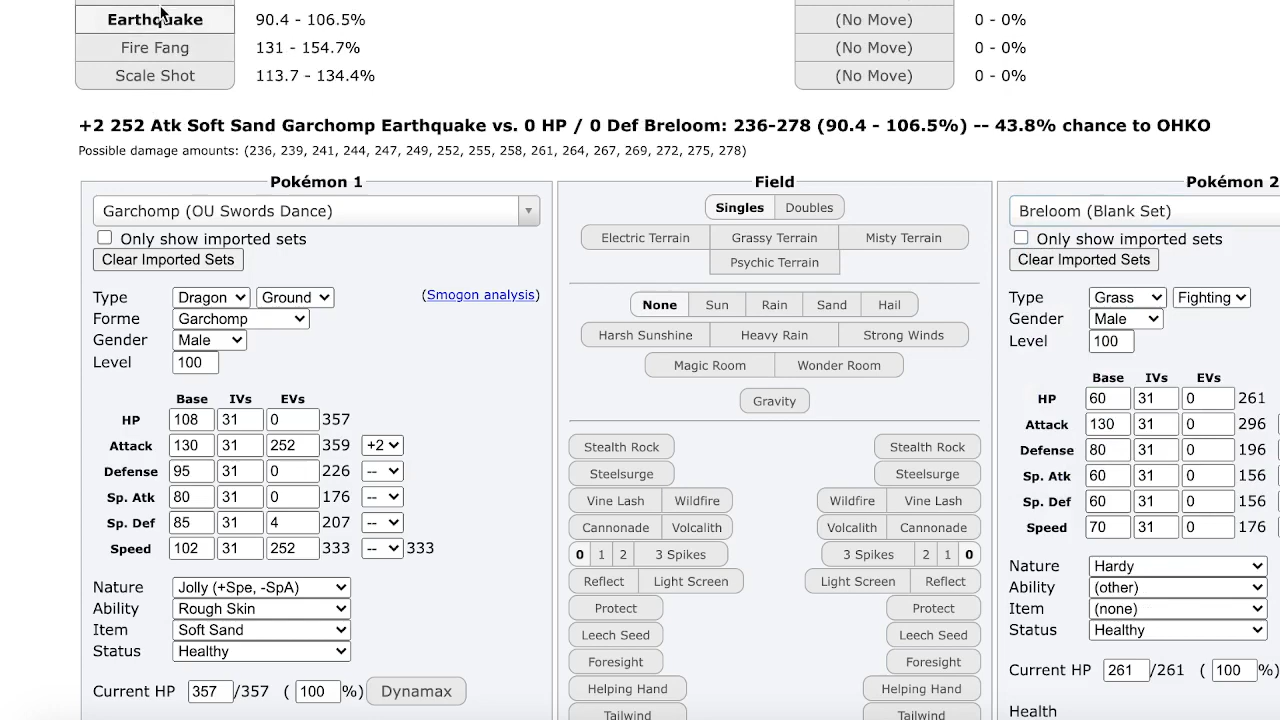 Earthquake 90.4 - 106.5% (No Move) 0 - 0%
Fire Fang 131 - 154.7% (No Move) 0 - 0%
Scale Shot 113.7 - 134.4% (No Move) 0 - 0%
+2 252 Atk Soft Sand Garchomp Earthquake vs. 0 HP / 0 Def Breloom: 236-278 (90.4 - 106.5%) -- 43.8% chance to OHKO
Possible damage amounts: (236, 239, 241, 244, 247, 249, 252, 255, 258, 261, 264, 267, 269, 272, 275, 278)
Pokémon 1
Garchomp (OU Swords Dance)
Only show imported sets
Clear Imported Sets
Type Dragon Ground (Smogon analysis)
Forme Garchomp
Gender Male
Level 100
Base IVs EVs
HP 108 31 0 357
Attack 130 31 252 359 +2
Defense 95 31 0 226 --
Sp. Atk 80 31 0 176 --
Sp. Def 85 31 4 207 --
Speed 102 31 252 333 -- 333
Nature Jolly (+Spe, -SpA)
Ability Rough Skin
Item Soft Sand
Status Healthy
Current HP 357 /357 ( 100 %) Dynamax
Field
Singles Doubles
Electric Terrain Grassy Terrain Misty Terrain
Psychic Terrain
None Sun Rain Sand Hail
Harsh Sunshine Heavy Rain Strong Winds
Magic Room Wonder Room
Gravity
Stealth Rock Stealth Rock
Steelsurge Steelsurge
Vine Lash Wildfire Wildfire Vine Lash
Cannonade Volcalith Volcalith Cannonade
0 1 2 3 Spikes 3 Spikes 2 1 0
Reflect Light Screen Light Screen Reflect
Protect Protect
Leech Seed Leech Seed
Foresight Foresight
Helping Hand Helping Hand
Tailwind Tailwind
Pokémon 2
Breloom (Blank Set)
Only show imported sets
Clear Imported Sets
Type Grass Fighting
Gender Male
Level 100
Base IVs EVs
HP 60 31 0 261
Attack 130 31 0 296
Defense 80 31 0 196
Sp. Atk 60 31 0 156
Sp. Def 60 31 0 156
Speed 70 31 0 176
Nature Hardy
Ability (other)
Item (none)
Status Healthy
Current HP 261 /261 ( 100 %)
Health